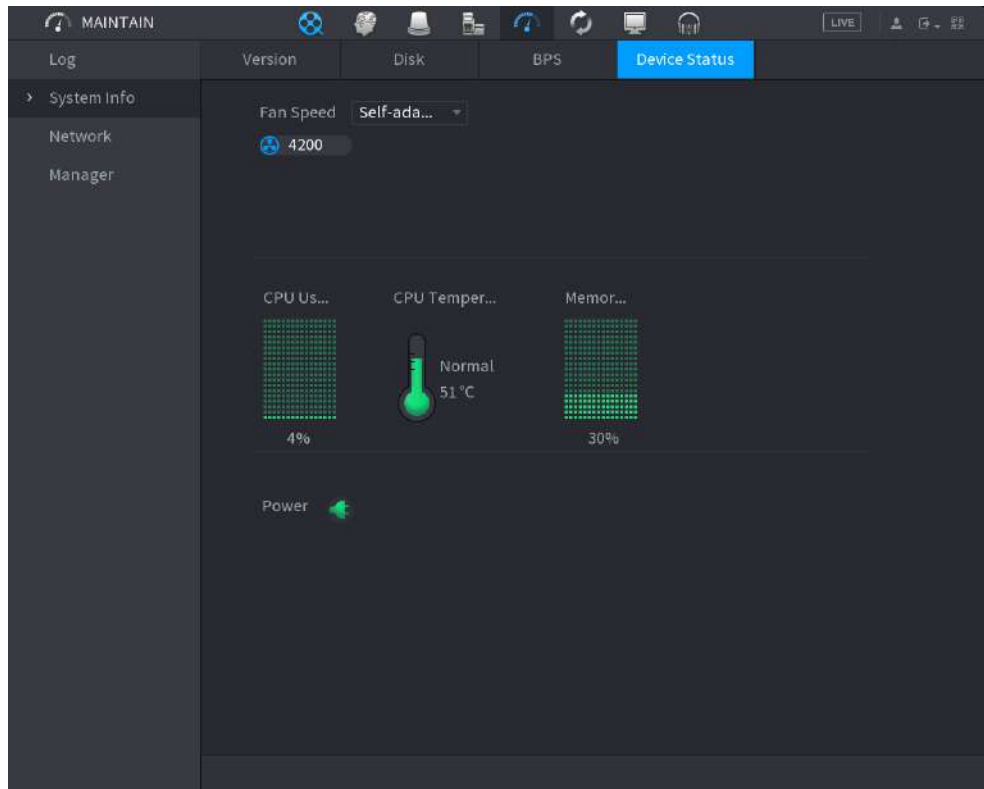 MAINTAIN
LIVE
Log
Version
Disk
BPS
Device Status
System Info
Network
Manager
Fan Speed
Self-ada...
4200
CPU Us...
CPU Temper...
Memor...
Normal
51°C
4%
30%
Power